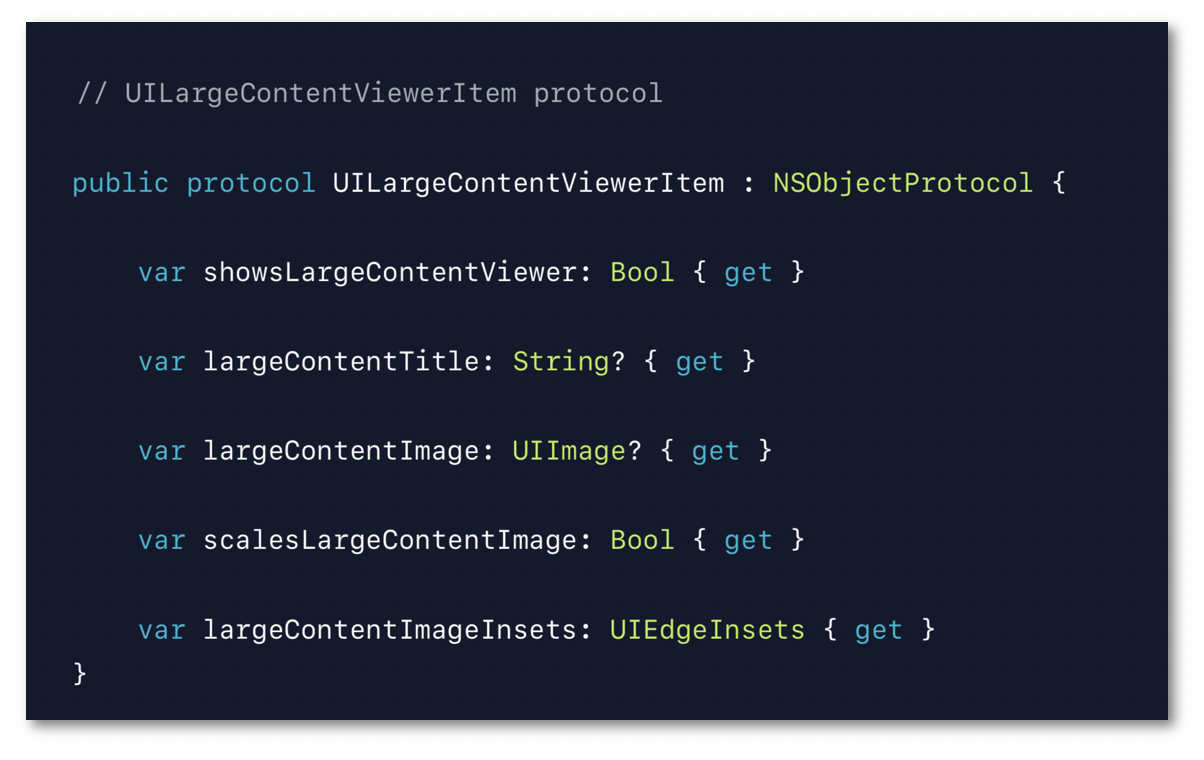 // UILargeContentViewerItem protocol
public protocol UILargeContentViewerItem : NSObjectProtocol {
var showsLargeContentViewer: Bool { get }
var largeContentTitle: String? { get }
var largeContentImage: UIImage? { get }
var scalesLargeContentImage: Bool { get }
var largeContentImageInsets: UIEdgeInsets { get }
}